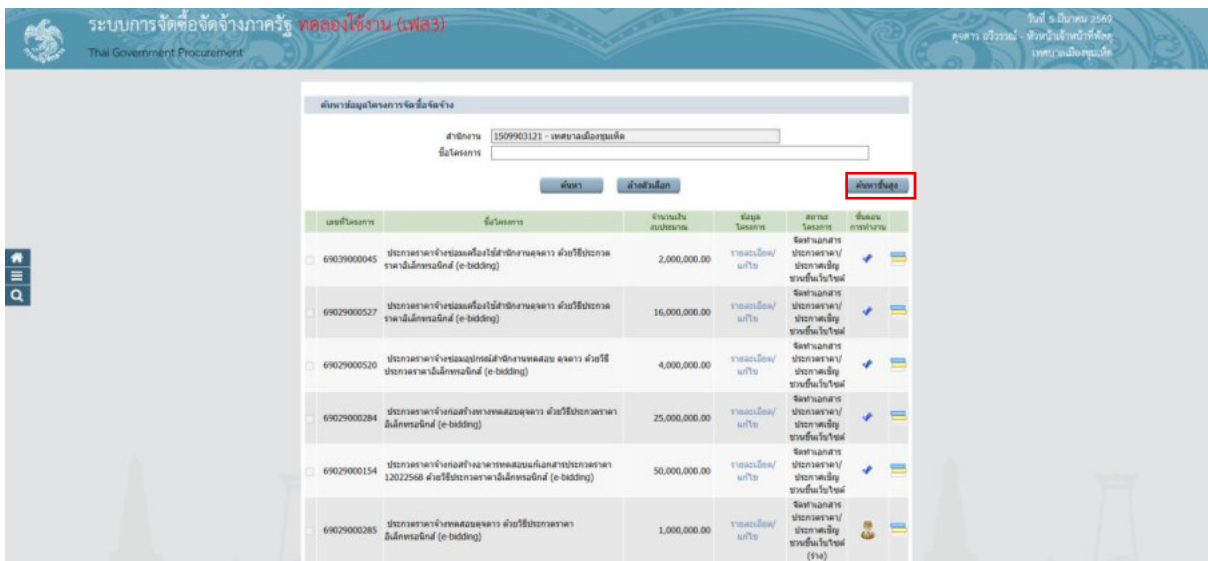 ระบบการจัดซื้อจัดจ้างภาครัฐ ทดลองใช้งาน (เฟส3)
Thai Government Procurement
วันที่ 5 มีนาคม 2569
หัวหน้าเจ้าหน้าที่พัสดุ
ค้นหาข้อมูลโครงการจัดซื้อจัดจ้าง
สำนักงาน 1509903121 - เทศบาลเมืองชุมเห็ด
ชื่อโครงการ
ค้นหา ล้างตัวเลือก ค้นหาขั้นสูง
เลขที่โครงการ ชื่อโครงการ จำนวนเงิน ข้อมูล สถานะ ขั้นตอน
งบประมาณ โครงการ โครงการ การทำงาน
69039000045 ประกวดราคาจ้างซ่อมเครื่องใช้สำนักงานดุจดาว ด้วยวิธีประกวด
ราคาอิเล็กทรอนิกส์ (e-bidding)
2,000,000.00
รายละเอียด/
แก้ไข
จัดทำเอกสาร
ประกวดราคา/
ประกาศเชิญ
ชวนขึ้นเว็บไซต์
69029000527 ประกวดราคาจ้างซ่อมเครื่องใช้สำนักงานดุจดาว ด้วยวิธีประกวด
ราคาอิเล็กทรอนิกส์ (e-bidding)
16,000,000.00
รายละเอียด/
แก้ไข
จัดทำเอกสาร
ประกวดราคา/
ประกาศเชิญ
ชวนขึ้นเว็บไซต์
69029000520 ประกวดราคาจ้างซ่อมอุปกรณ์สำนักงานทดสอบ ดุจดาว ด้วยวิธี
ประกวดราคาอิเล็กทรอนิกส์ (e-bidding)
4,000,000.00
รายละเอียด/
แก้ไข
จัดทำเอกสาร
ประกวดราคา/
ประกาศเชิญ
ชวนขึ้นเว็บไซต์
69029000284 ประกวดราคาจ้างก่อสร้างทางทดสอบดุจดาว ด้วยวิธีประกวดราคา
อิเล็กทรอนิกส์ (e-bidding)
25,000,000.00
รายละเอียด/
แก้ไข
จัดทำเอกสาร
ประกวดราคา/
ประกาศเชิญ
ชวนขึ้นเว็บไซต์
69029000154 ประกวดราคาจ้างก่อสร้างอาคารทดสอบแก้เอกสารประกวดราคา
12022568 ด้วยวิธีประกวดราคาอิเล็กทรอนิกส์ (e-bidding)
50,000,000.00
รายละเอียด/
แก้ไข
จัดทำเอกสาร
ประกวดราคา/
ประกาศเชิญ
ชวนขึ้นเว็บไซต์
69029000285 ประกวดราคาจ้างทดสอบดุจดาว ด้วยวิธีประกวดราคา
อิเล็กทรอนิกส์ (e-bidding)
1,000,000.00
รายละเอียด/
แก้ไข
จัดทำเอกสาร
ประกวดราคา/
ประกาศเชิญ
ชวนขึ้นเว็บไซต์
(ร่าง)